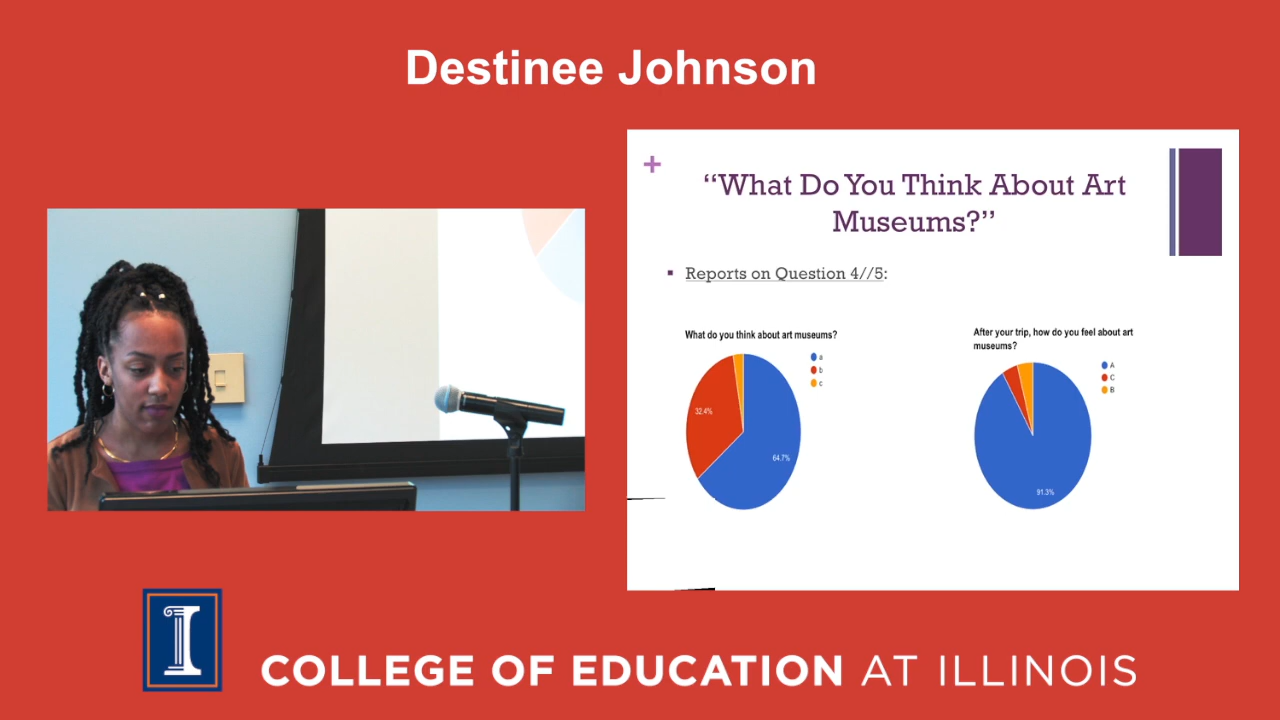 Destinee Johnson
+
“What Do You Think About Art
Museums?”
▪ Reports on Question 4//5:
What do you think about art museums?
a
b
c
32.4%
64.7%
After your trip, how do you feel about art
museums?
A
C
B
91.3%
I
COLLEGE OF EDUCATION AT ILLINOIS